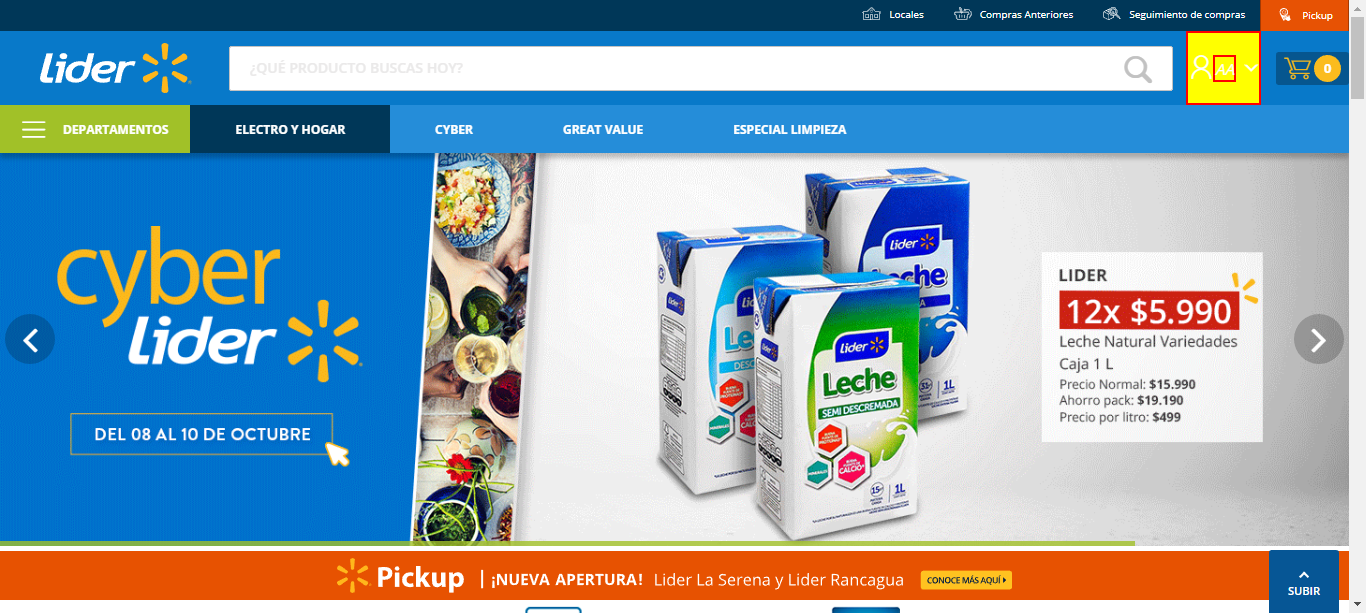 Locales
Compras Anteriores
Seguimiento de compras
Pickup
Lider
¿QUÉ PRODUCTO BUSCAS HOY?
AA
0
DEPARTAMENTOS
ELECTRO Y HOGAR
CYBER
GREAT VALUE
ESPECIAL LIMPIEZA
cyber
lider
DEL 08 AL 10 DE OCTUBRE
lider
Leche
lider
Leche
SEMI DESCREMADA
1L
1L
LIDER
12x $5.990
Leche Natural Variedades
Caja 1 L
Precio Normal: $15.990
Ahorro pack: $19.190
Precio por litro: $499
Pickup | ¡NUEVA APERTURA! Lider La Serena y Lider Rancagua
CONOCE MÁS AQUÍ
SUBIR